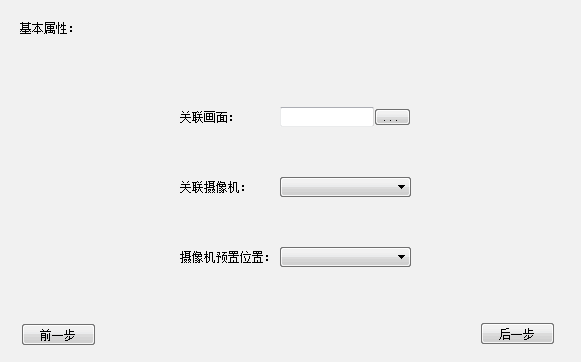 基本属性：
关联画面：
...
关联摄像机：
摄像机预置位置：
前一步
后一步